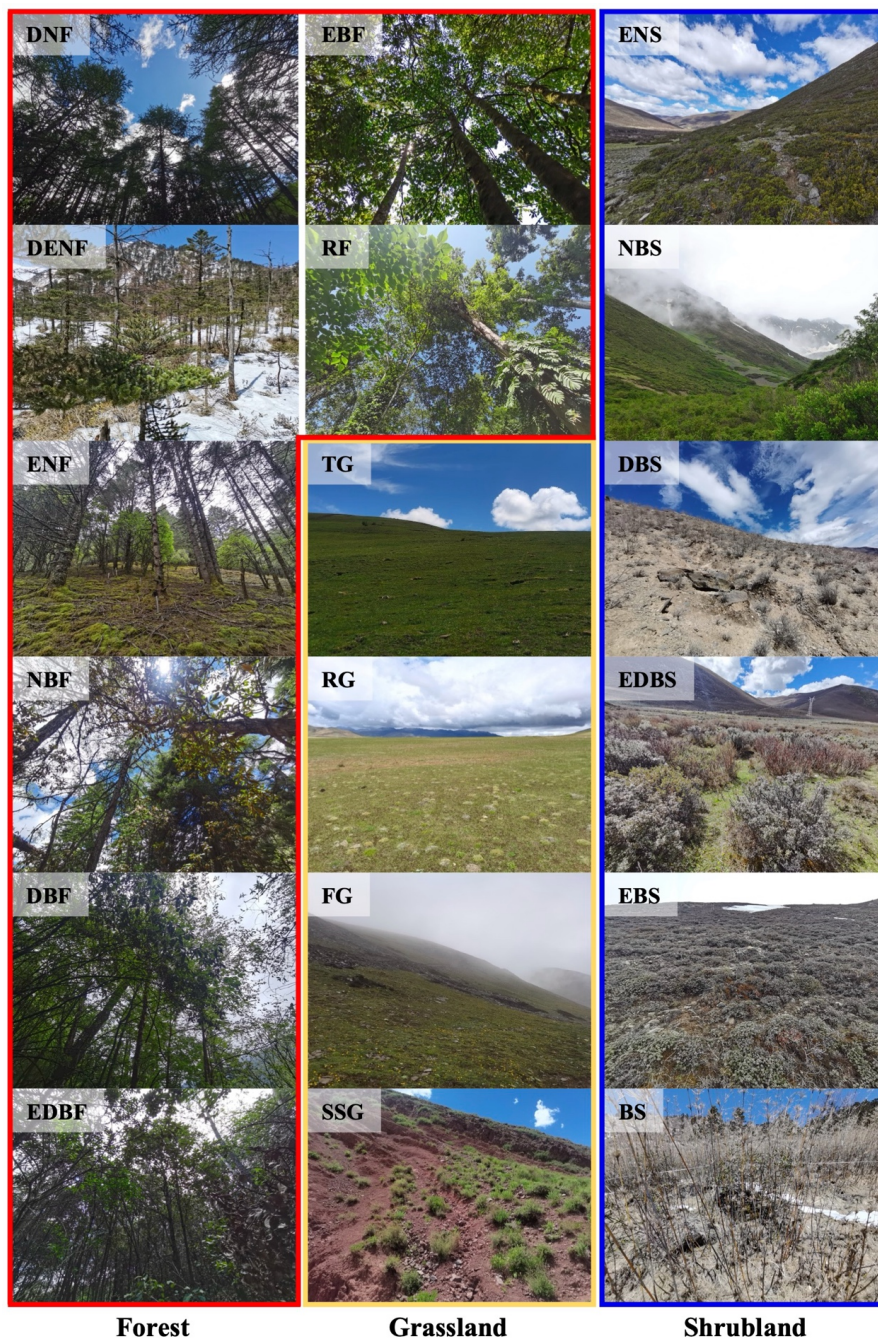 DNF
EBF
ENS
DENF
RF
NBS
ENF
TG
DBS
NBF
RG
EDBS
DBF
FG
EBS
EDBF
SSG
BS
Forest
Grassland
Shrubland